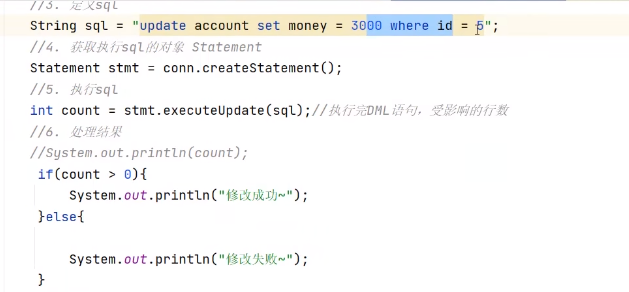 //3. 定义sql
String sql = "update account set money = 3000 where id = 5";
//4. 获取执行sql的对象 Statement
Statement stmt = conn.createStatement();
//5. 执行sql
int count = stmt.executeUpdate(sql);//执行完DML语句，受影响的行数
//6. 处理结果
//System.out.println(count);
if(count > 0){
System.out.println("修改成功~");
}else{
System.out.println("修改失败~");
}